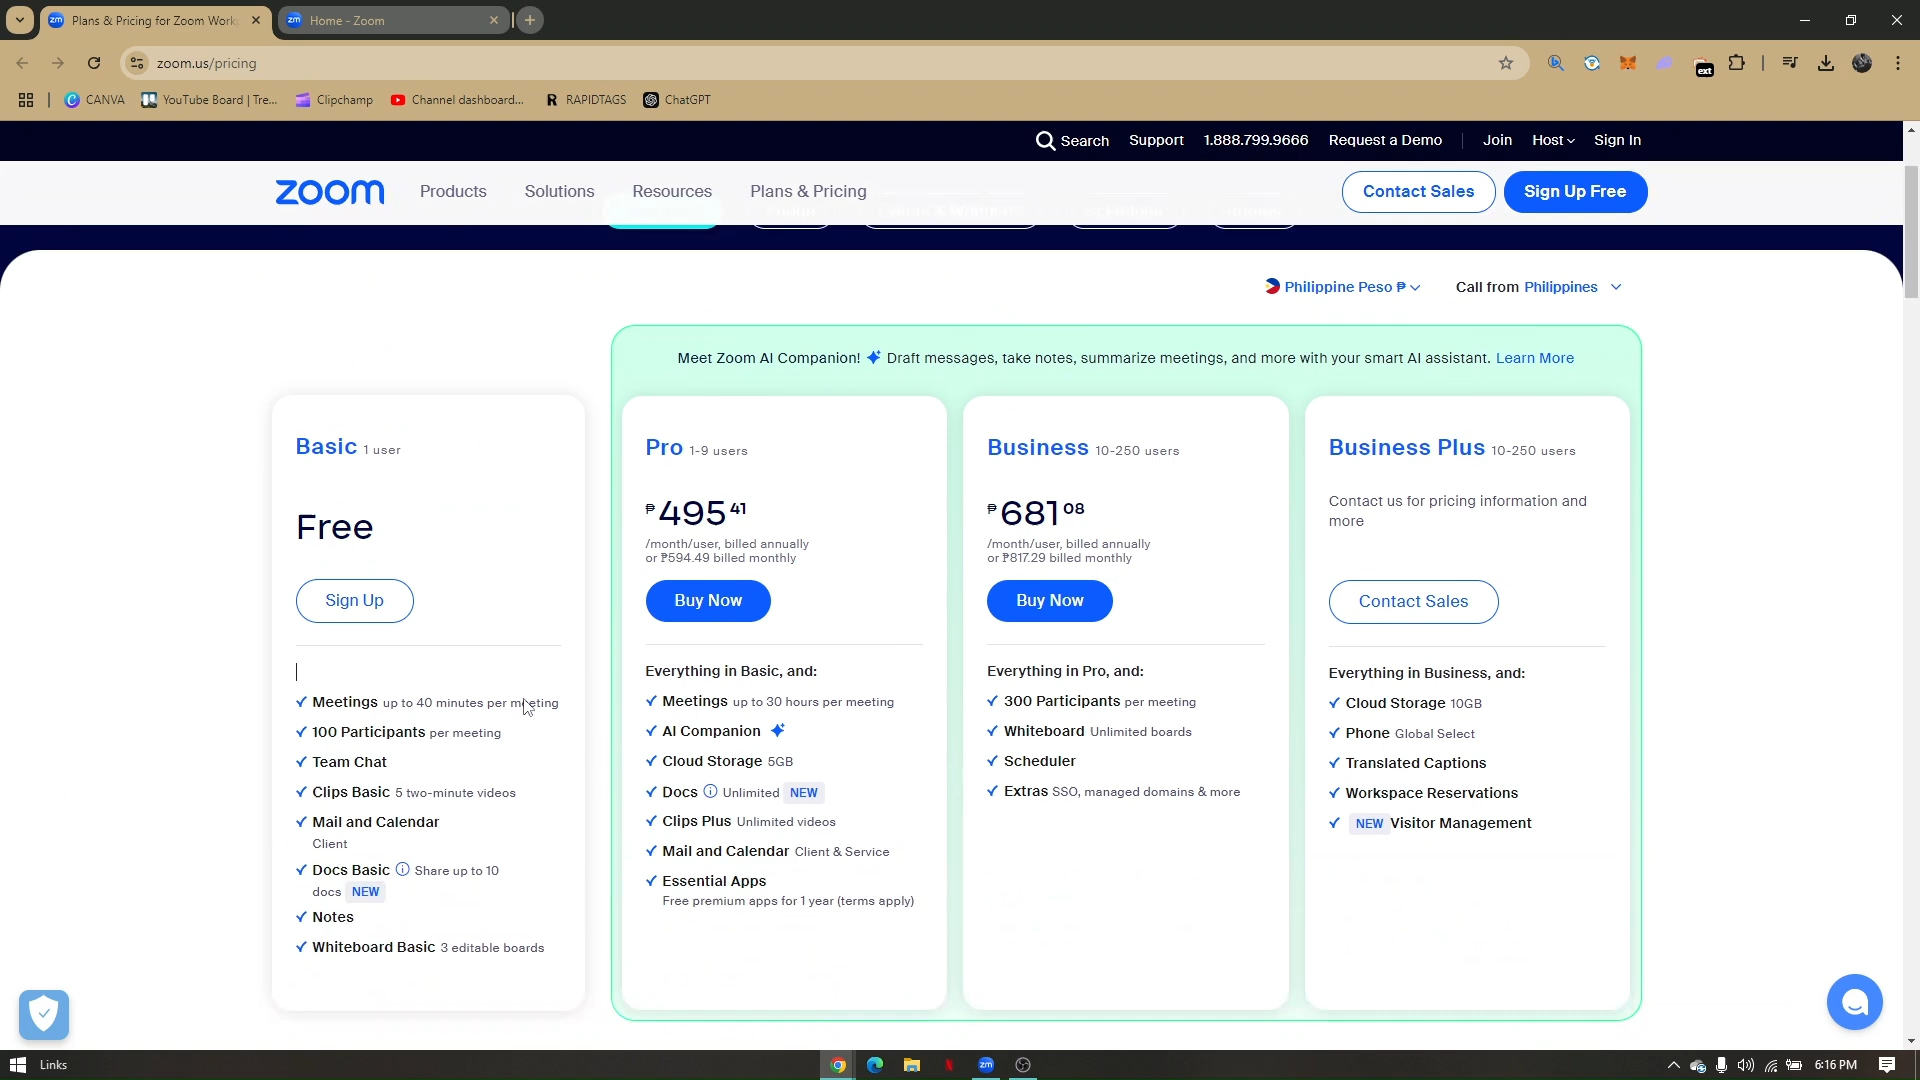 Plans & Pricing for Zoom Work
Home - Zoom
zoom.us/pricing
ext
CANVA
YouTube Board | Tre...
Clipchamp
Channel dashboard...
RAPIDTAGS
ChatGPT
Search
Support
1.888.799.9666
Request a Demo
Join
Host
Sign In
zoom
Products
Solutions
Resources
Plans & Pricing
Contact Sales
Sign Up Free
Philippine Peso ₱
Call from Philippines
Meet Zoom AI Companion! Draft messages, take notes, summarize meetings, and more with your smart AI assistant. Learn More
Basic 1 user
Free
Sign Up
Meetings up to 40 minutes per meeting
100 Participants per meeting
Team Chat
Clips Basic 5 two-minute videos
Mail and Calendar
Client
Docs Basic Share up to 10
docs NEW
Notes
Whiteboard Basic 3 editable boards
Pro 1-9 users
₱495 41
/month/user, billed annually
or ₱594.49 billed monthly
Buy Now
Everything in Basic, and:
Meetings up to 30 hours per meeting
AI Companion
Cloud Storage 5GB
Docs Unlimited NEW
Clips Plus Unlimited videos
Mail and Calendar Client & Service
Essential Apps
Free premium apps for 1 year (terms apply)
Business 10-250 users
₱681 08
/month/user, billed annually
or ₱817.29 billed monthly
Buy Now
Everything in Pro, and:
300 Participants per meeting
Whiteboard Unlimited boards
Scheduler
Extras SSO, managed domains & more
Business Plus 10-250 users
Contact us for pricing information and
more
Contact Sales
Everything in Business, and:
Cloud Storage 10GB
Phone Global Select
Translated Captions
Workspace Reservations
NEW Visitor Management
Links
6:16 PM